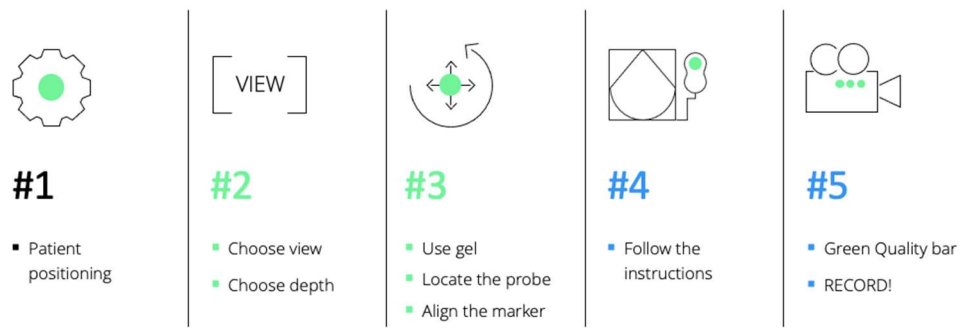 VIEW
#1
Patient
positioning
#2
Choose view
Choose depth
#3
Use gel
Locate the probe
Align the marker
#4
Follow the
instructions
#5
Green Quality bar
RECORD!